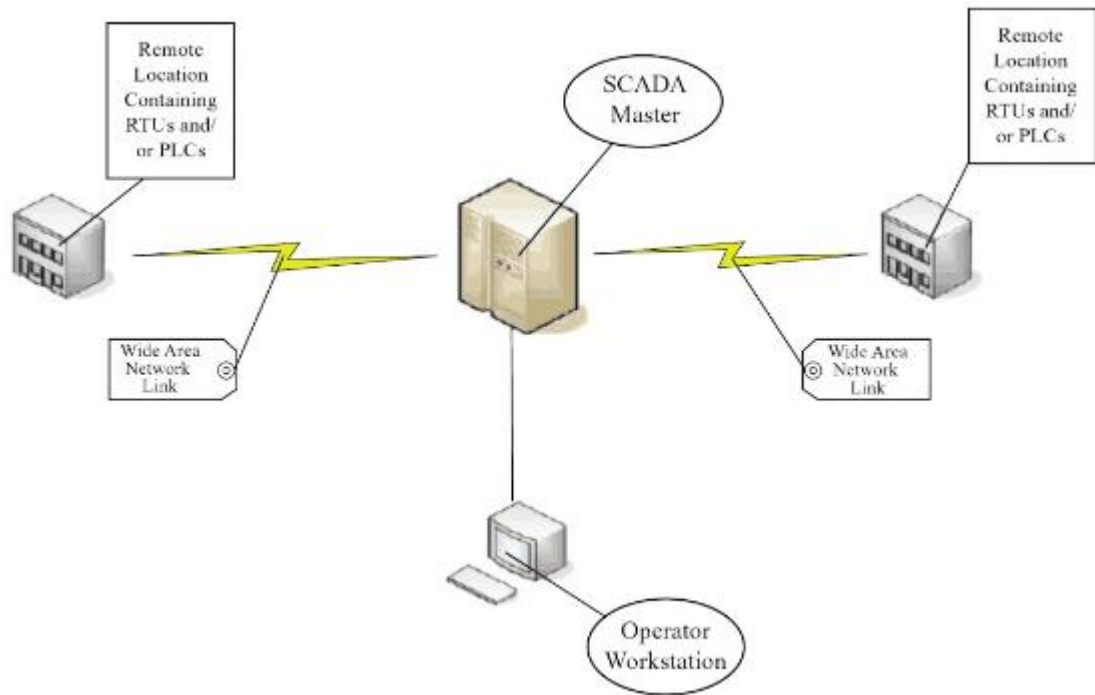 Remote
Location
Containing
RTUs and/
or PLCs
SCADA
Master
Remote
Location
Containing
RTUs and/
or PLCs
Wide Area
Network
Link
Wide Area
Network
Link
Operator
Workstation